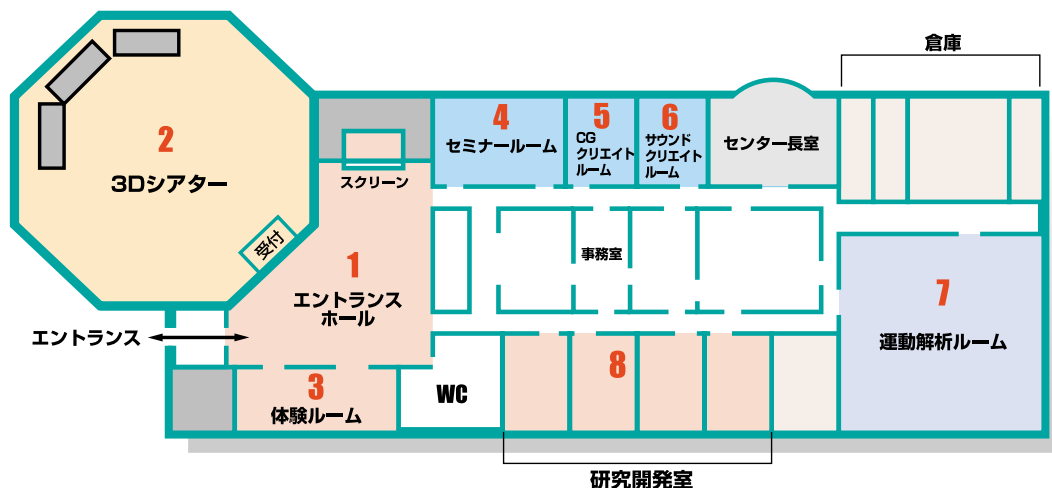 倉庫
2
3Dシアター
4
セミナールーム
5
CG
クリエイト
ルーム
6
サウンド
クリエイト
ルーム
センター長室
スクリーン
受付
1
エントランス
ホール
事務室
7
運動解析ルーム
エントランス
3
体験ルーム
WC
8
研究開発室